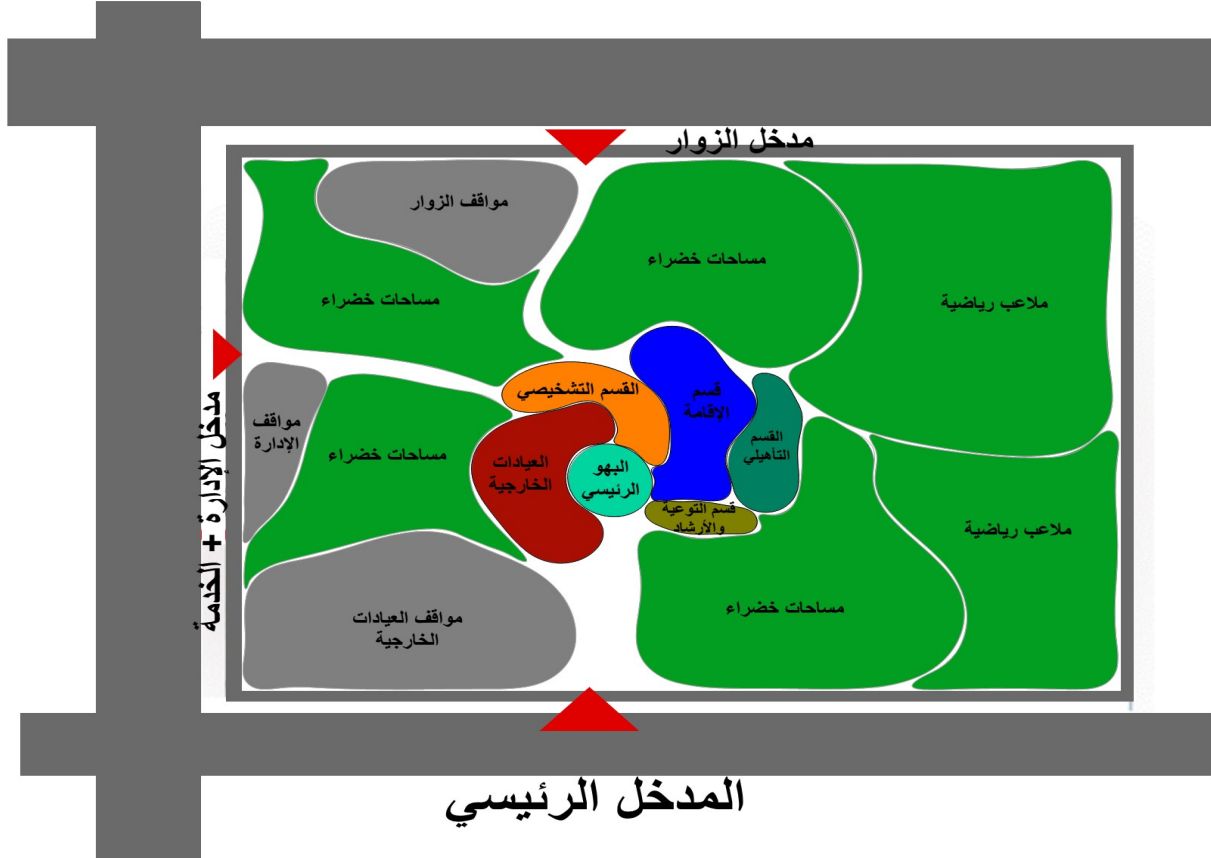 مدخل الزوار
مواقف الزوار
مساحات خضراء
مساحات خضراء
ملاعب رياضية
مدخل الإدارة + الخدمة
مواقف
الإدارة
مساحات خضراء
القسم التشخيصي
قسم
الإقامة
القسم
التأهيلي
العيادات
الخارجية
البهو
الرئيسي
قسم التوعية
والأرشاد
ملاعب رياضية
مساحات خضراء
مواقف العيادات
الخارجية
المدخل الرئيسي